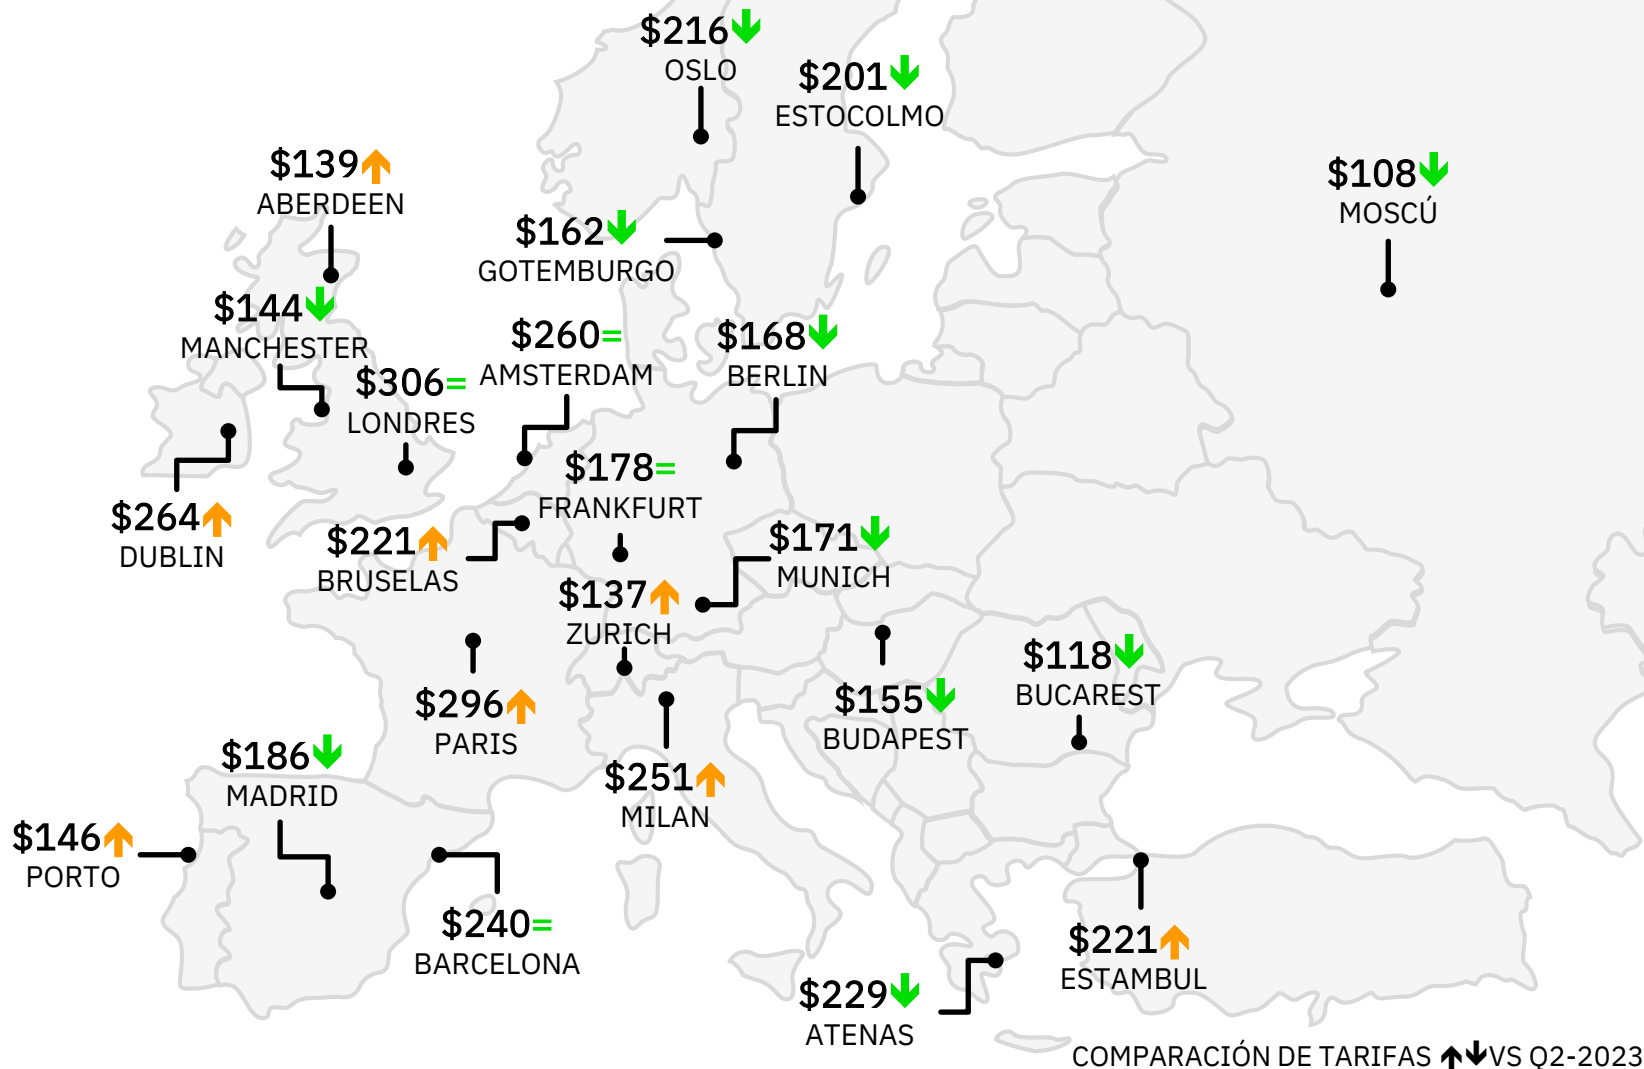 $216
OSLO
$201
ESTOCOLMO
$139
ABERDEEN
$108
MOSCÚ
$162
GOTEMBURGO
$144
MANCHESTER
$260=
AMSTERDAM
$168
BERLIN
$306=
LONDRES
$178=
FRANKFURT
$264
DUBLIN
$221
BRUSELAS
$171
MUNICH
$137
ZURICH
$118
BUCAREST
$296
PARIS
$155
BUDAPEST
$186
MADRID
$251
MILAN
$146
PORTO
$240=
BARCELONA
$221
ESTAMBUL
$229
ATENAS
COMPARACIÓN DE TARIFAS ↑↓VS Q2-2023